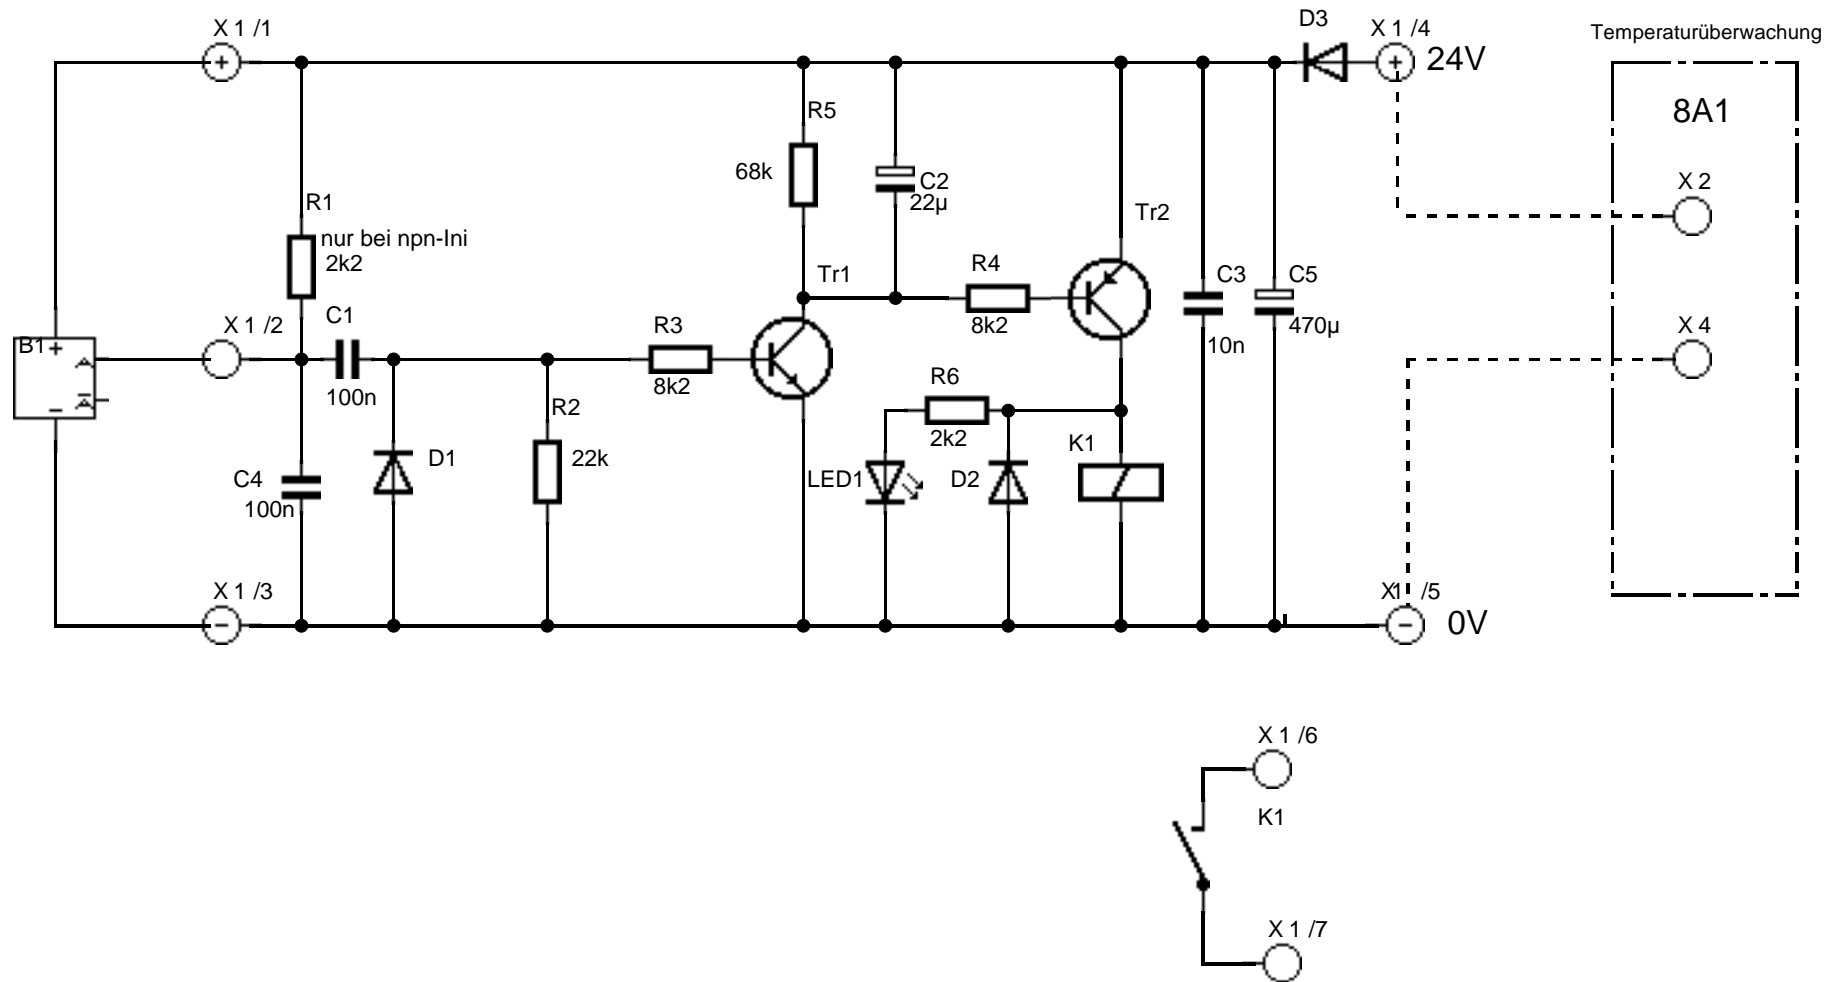 X 1 /1
D3
X 1 /4
24V
Temperaturüberwachung
+
+
R5
68k
C2
22µ
8A1
X 2
R1
nur bei npn-Ini
2k2
Tr2
X 1 /2
C1
100n
Tr1
R4
8k2
C3
10n
C5
470µ
X 4
B1
+
A
A
−
R3
8k2
R2
22k
R6
2k2
K1
C4
100n
D1
LED1
D2
X 1 /3
−
X1 /5
−
0V
X 1 /6
K1
X 1 /7